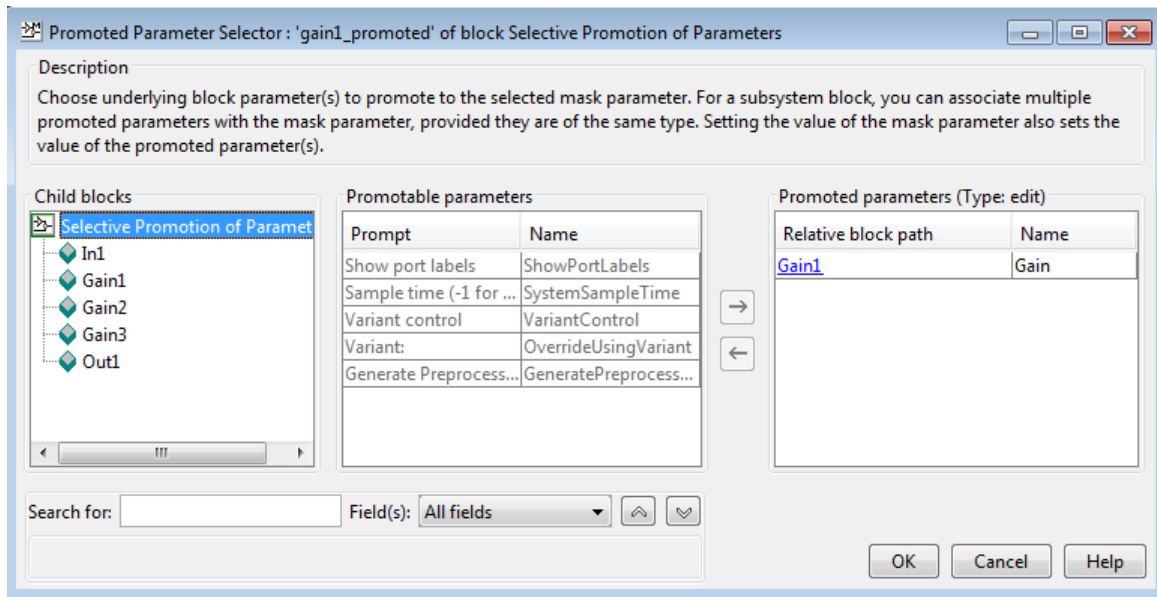 Promoted Parameter Selector : 'gain1_promoted' of block Selective Promotion of Parameters
Description
Choose underlying block parameter(s) to promote to the selected mask parameter. For a subsystem block, you can associate multiple
promoted parameters with the mask parameter, provided they are of the same type. Setting the value of the mask parameter also sets the
value of the promoted parameter(s).
Child blocks
Selective Promotion of Paramet
In1
Gain1
Gain2
Gain3
Out1
Promotable parameters
Prompt Name
Show port labels ShowPortLabels
Sample time (-1 for ... SystemSampleTime
Variant control VariantControl
Variant: OverrideUsingVariant
Generate Preprocess... GeneratePreprocess...
Promoted parameters (Type: edit)
Relative block path Name
Gain1 Gain
Search for: Field(s): All fields
OK Cancel Help